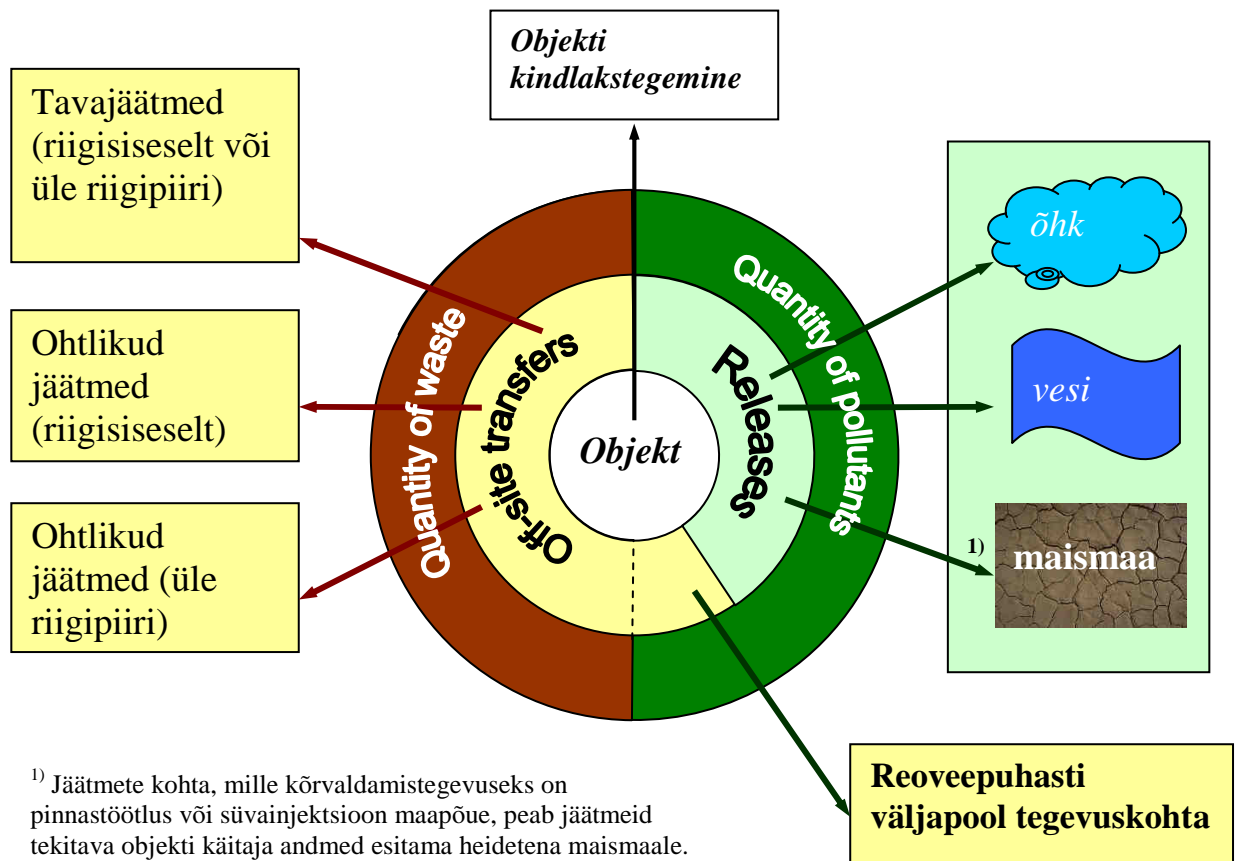 Objekti
kindlakstegemine
Tavajäätmed
(riigisiseselt või
üle riigipiiri)
Ohtlikud
jäätmed
(riigisiseselt)
Ohtlikud
jäätmed (üle
riigipiiri)
Quantity of waste
Off-site transfers
Objekt
Releases
Quantity of pollutants
õhk
vesi
1)
maismaa
Reoveepuhasti
väljapool tegevuskohta
1) Jäätmete kohta, mille kõrvaldamistegevuseks on
pinnastöötlus või süvainjektsioon maapõue, peab jäätmeid
tekitava objekti käitaja andmed esitama heidetena maismaale.